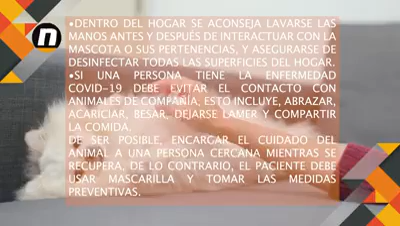 n
•DENTRO DEL HOGAR SE ACONSEJA LAVARSE LAS
MANOS ANTES Y DESPUÉS DE INTERACTUAR CON LA
MASCOTA O SUS PERTENENCIAS, Y ASEGURARSE DE
DESINFECTAR TODAS LAS SUPERFICIES DEL HOGAR.
•SI UNA PERSONA TIENE LA ENFERMEDAD
COVID-19 DEBE EVITAR EL CONTACTO CON
ANIMALES DE COMPAÑÍA, ESTO INCLUYE, ABRAZAR,
ACARICIAR, BESAR, DEJARSE LAMER Y COMPARTIR
LA COMIDA.
DE SER POSIBLE, ENCARGAR EL CUIDADO DEL
ANIMAL A UNA PERSONA CERCANA MIENTRAS SE
RECUPERA, DE LO CONTRARIO, EL PACIENTE DEBE
USAR MASCARILLA Y TOMAR LAS MEDIDAS
PREVENTIVAS.